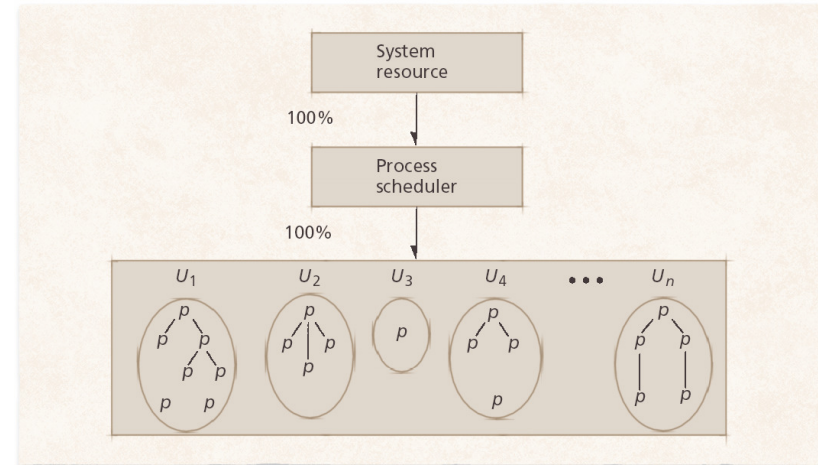 System
resource
100%
Process
scheduler
100%
U1 U2 U3 U4 ••• Un
p p p p p
p p p p p p p p p
p p p
p p p p p